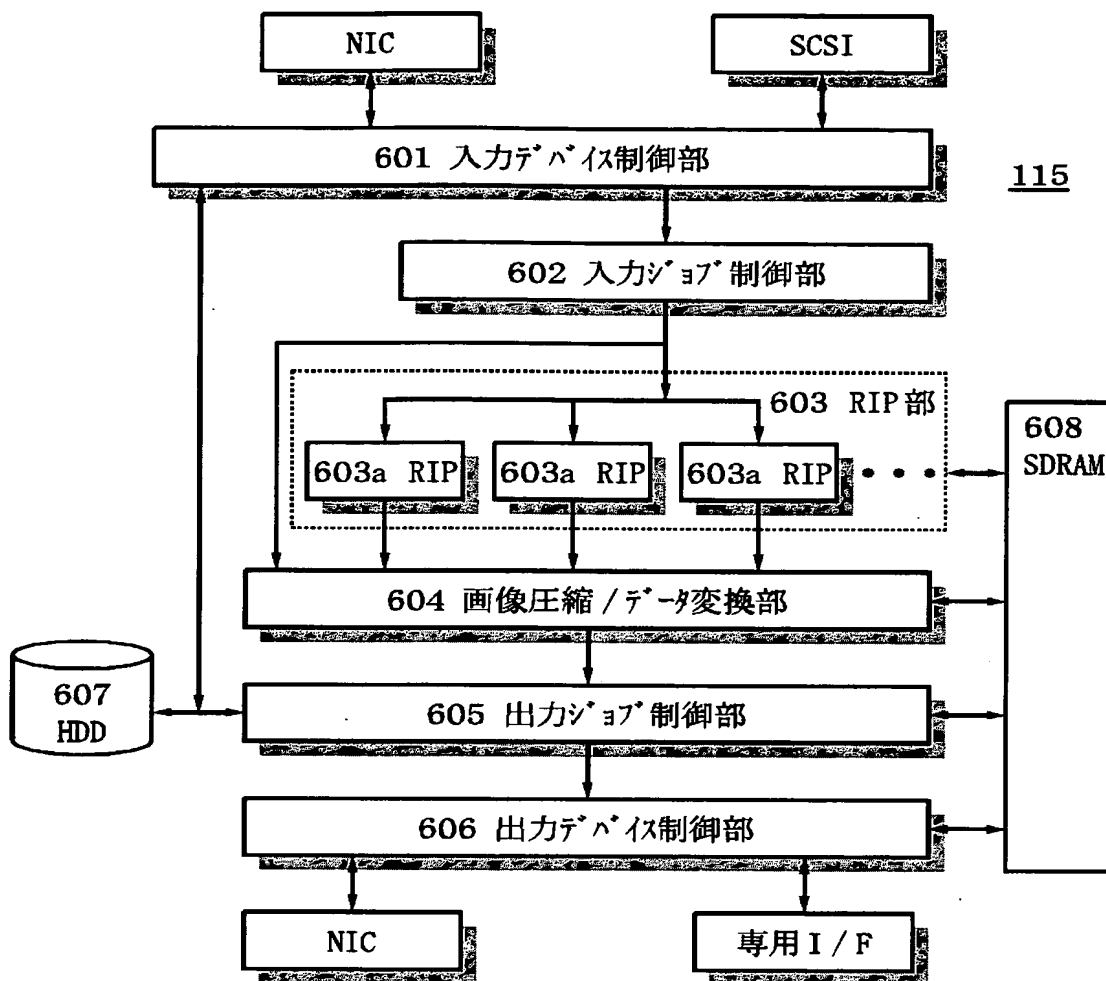 NIC
SCSI
601 入力ﾃﾞﾊﾞｲｽ制御部
115
602 入力ｼﾞｮﾌﾞ制御部
603 RIP部
608
SDRAM
603a RIP
603a RIP
603a RIP
･･･
604 画像圧縮/ﾃﾞｰﾀ変換部
607
HDD
605 出力ｼﾞｮﾌﾞ制御部
606 出力ﾃﾞﾊﾞｲｽ制御部
NIC
専用I/F